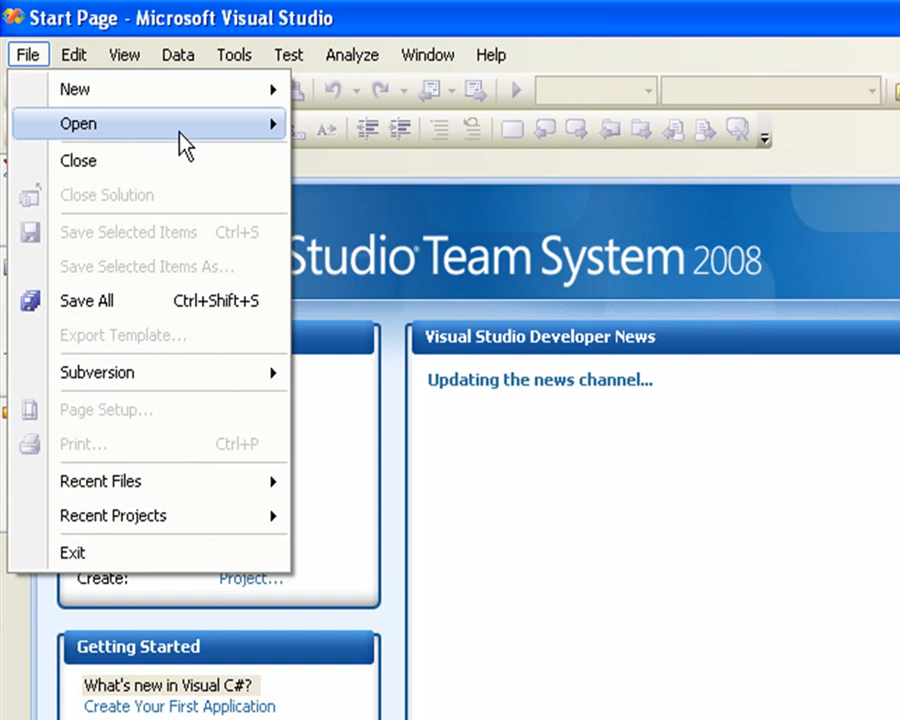 Start Page - Microsoft Visual Studio
File Edit View Data Tools Test Analyze Window Help
New
Open
Close
Close Solution
Save Selected Items Ctrl+S
Save Selected Items As...
Save All Ctrl+Shift+S
Export Template...
Subversion
Page Setup...
Print... Ctrl+P
Recent Files
Recent Projects
Exit
Studio Team System 2008
Visual Studio Developer News
Updating the news channel...
Create: Project...
Getting Started
What's new in Visual C#?
Create Your First Application